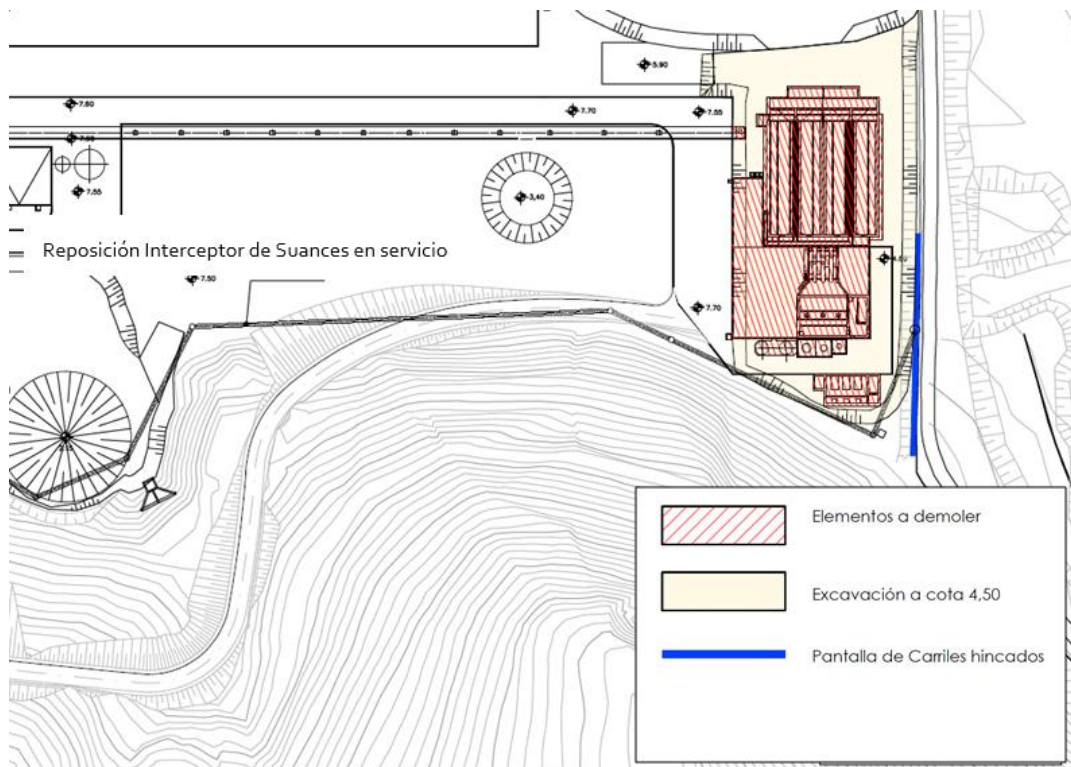 5.90
7.60
7.70
7.55
7.55
3,40
Reposición Interceptor de Suances en servicio
7.50
7.70
Elementos a demoler
Excavación a cota 4,50
Pantalla de Carriles hincados